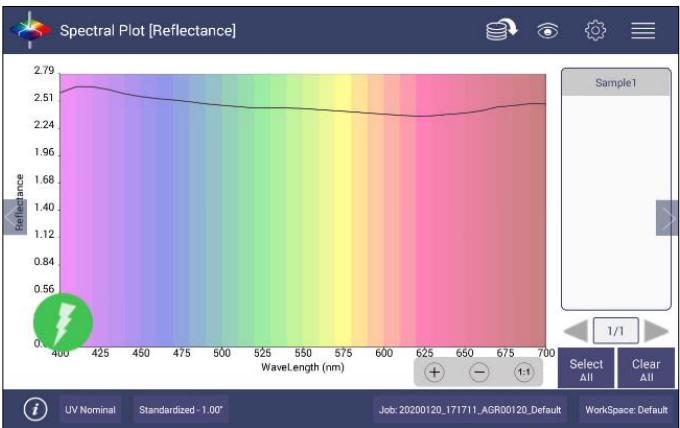 Spectral Plot [Reflectance]
2.79
2.51
2.24
1.96
1.68
1.40
1.12
0.84
0.56
Reflectance
400 425 450 475 500 525 550 575 600 625 650 675 700
WaveLength (nm)
1:1
Sample1
1/1
Select All
Clear All
i
UV Nominal
Standardized - 1.00"
Job: 20200120_171711_AGR00120_Default
WorkSpace: Default